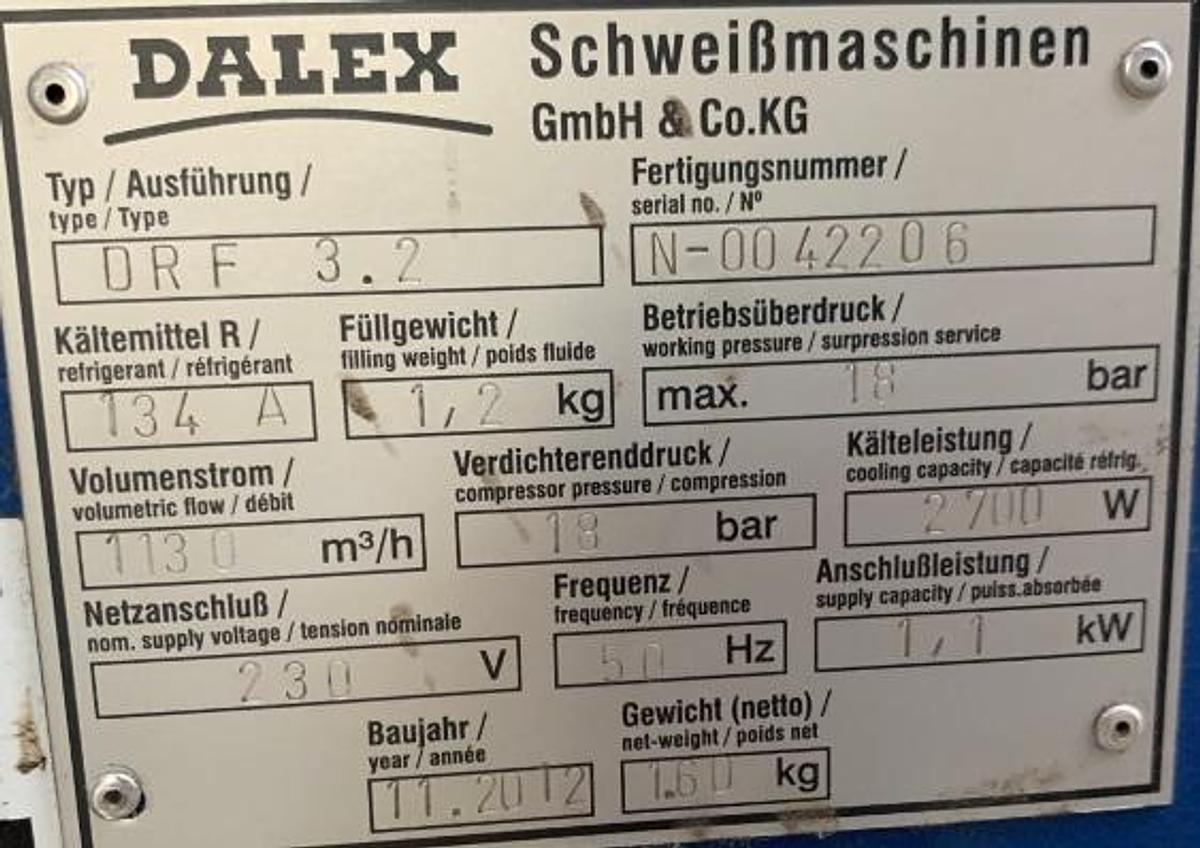 DALEX Schweißmaschinen
GmbH & Co.KG
Typ / Ausführung /
type / Type
DRF 3.2
Fertigungsnummer /
serial no. / Nº
N-0042206
Kältemittel R /
refrigerant / réfrigérant
134 A
Füllgewicht /
filling weight / poids fluide
1,2 kg
Betriebsüberdruck /
working pressure / surpression service
max. 18 bar
Volumenstrom /
volumetric flow / débit
1130 m³/h
Verdichterenddruck /
compressor pressure / compression
18 bar
Kälteleistung /
cooling capacity / capacité réfrig.
2700 W
Netzanschluß /
nom. supply voltage / tension nominale
230 V
Frequenz /
frequency / fréquence
50 Hz
Anschlußleistung /
supply capacity / puiss.absorbée
1,1 kW
Baujahr /
year / année
11.2012
Gewicht (netto) /
net-weight / poids net
kg